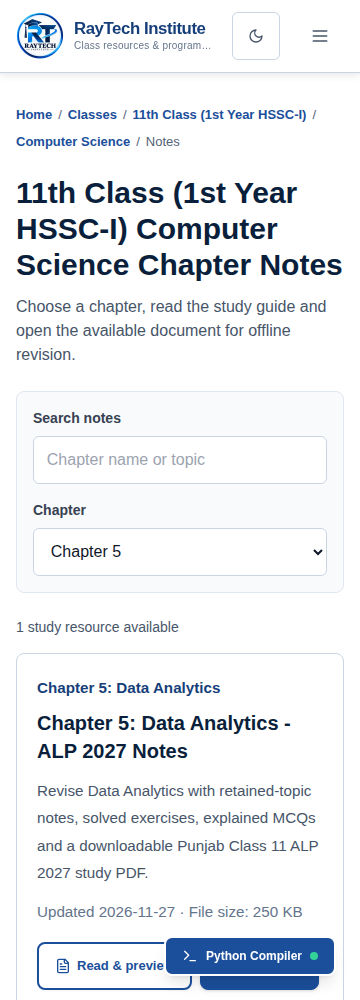 RAYTECH
RayTech Institute
Class resources & program…
Home / Classes / 11th Class (1st Year HSSC-I) /
Computer Science / Notes
11th Class (1st Year
HSSC-I) Computer
Science Chapter Notes
Choose a chapter, read the study guide and
open the available document for offline
revision.
Search notes
Chapter name or topic
Chapter
Chapter 5
1 study resource available
Chapter 5: Data Analytics
Chapter 5: Data Analytics -
ALP 2027 Notes
Revise Data Analytics with retained-topic
notes, solved exercises, explained MCQs
and a downloadable Punjab Class 11 ALP
2027 study PDF.
Updated 2026-11-27 · File size: 250 KB
Read & previe
Python Compiler